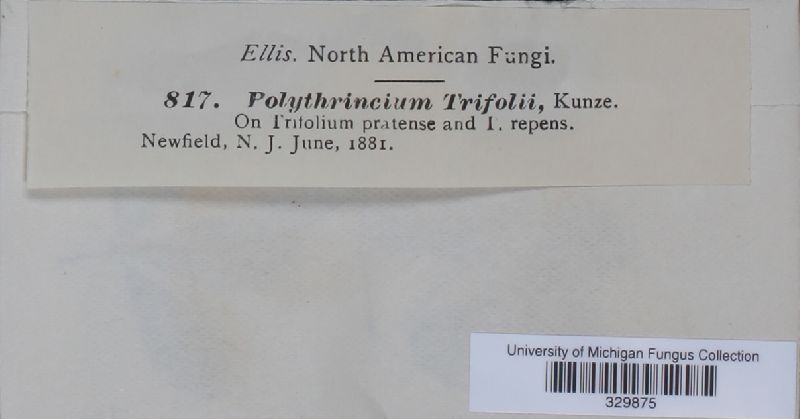 Ellis. North American Fungi.
817. Polythrincium Trifolii, Kunze.
On Trifolium pratense and T. repens.
Newfield, N. J. June, 1881.
University of Michigan Fungus Collection
329875